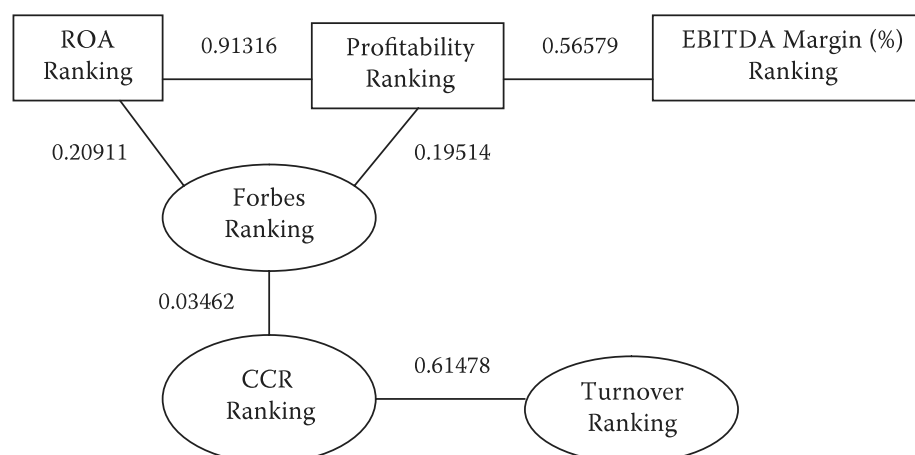 ROA
Ranking
0.91316
Profitability
Ranking
0.56579
EBITDA Margin (%)
Ranking
0.20911
0.19514
Forbes
Ranking
0.03462
CCR
Ranking
0.61478
Turnover
Ranking